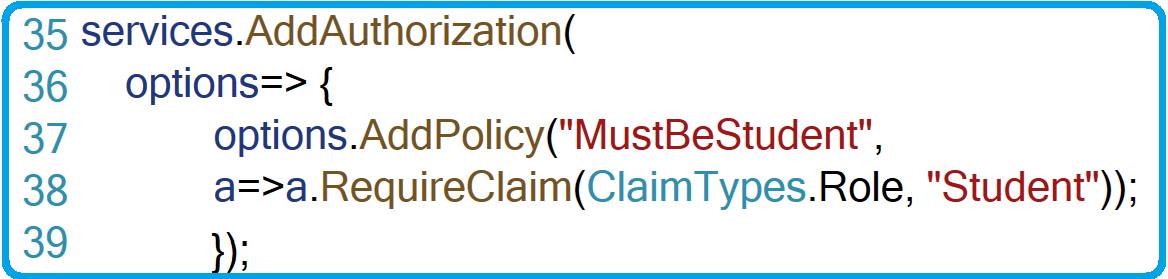 35 services.AddAuthorization(
36 options=> {
37 options.AddPolicy("MustBeStudent",
38 a=>a.RequireClaim(ClaimTypes.Role, "Student"));
39 });